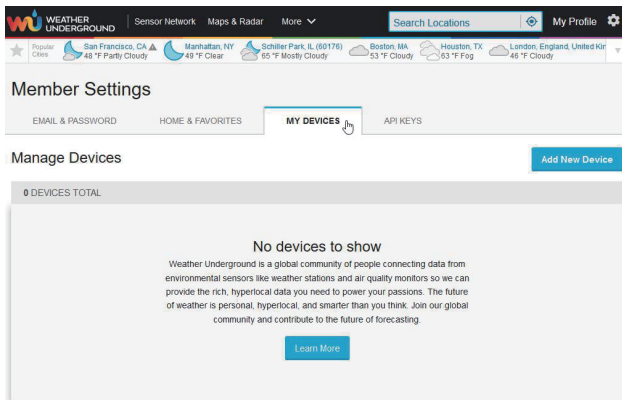 WEATHER
UNDERGROUND
Sensor Network Maps & Radar More
Search Locations
My Profile
Popular
Cities
San Francisco, CA
48 °F Partly Cloudy
Manhattan, NY
49 °F Clear
Schiller Park, IL (60176)
65 °F Mostly Cloudy
Boston, MA
53 °F Cloudy
Houston, TX
63 °F Fog
London, England, United Kin
46 °F Cloudy
Member Settings
EMAIL & PASSWORD HOME & FAVORITES MY DEVICES API KEYS
Manage Devices
Add New Device
0 DEVICES TOTAL
No devices to show
Weather Underground is a global community of people connecting data from
environmental sensors like weather stations and air quality monitors so we can
provide the rich, hyperlocal data you need to power your passions. The future
of weather is personal, hyperlocal, and smarter than you think. Join our global
community and contribute to the future of forecasting.
Learn More